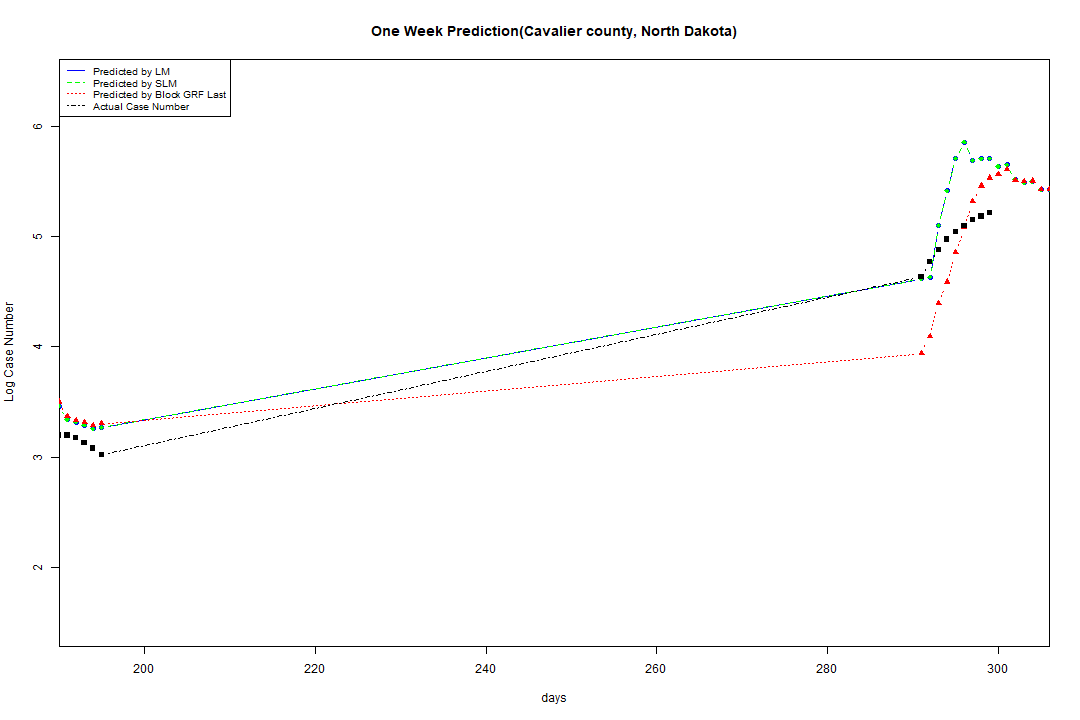 One Week Prediction(Cavalier county, North Dakota)
Predicted by LM
Predicted by SLM
Predicted by Block GRF Last
Actual Case Number
6
5
4
3
2
Log Case Number
200 220 240 260 280 300
days